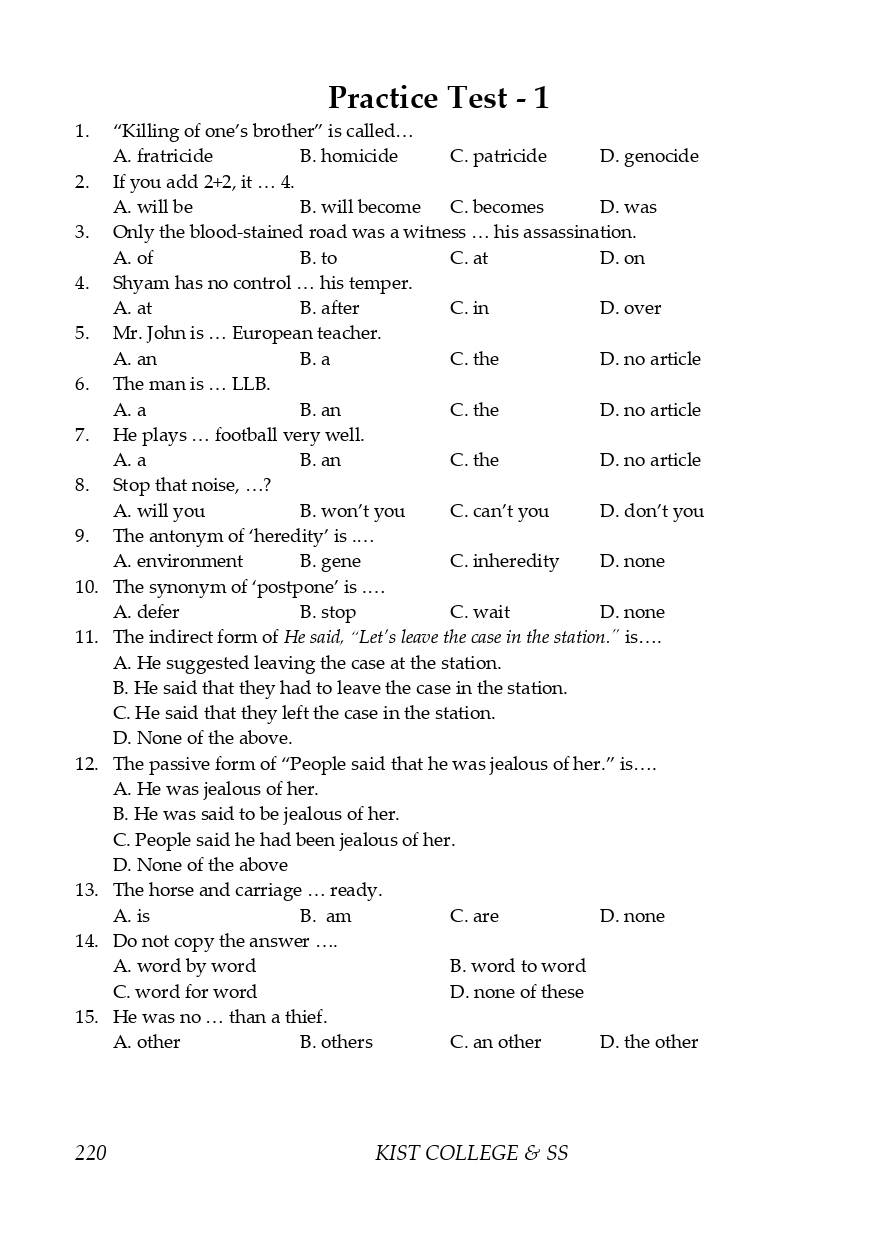 Practice Test - 1
1. “Killing of one’s brother” is called…
A. fratricide B. homicide C. patricide D. genocide
2. If you add 2+2, it … 4.
A. will be B. will become C. becomes D. was
3. Only the blood-stained road was a witness … his assassination.
A. of B. to C. at D. on
4. Shyam has no control … his temper.
A. at B. after C. in D. over
5. Mr. John is … European teacher.
A. an B. a C. the D. no article
6. The man is … LLB.
A. a B. an C. the D. no article
7. He plays … football very well.
A. a B. an C. the D. no article
8. Stop that noise, …?
A. will you B. won’t you C. can’t you D. don’t you
9. The antonym of ‘heredity’ is .…
A. environment B. gene C. inheredity D. none
10. The synonym of ‘postpone’ is .…
A. defer B. stop C. wait D. none
11. The indirect form of He said, “Let’s leave the case in the station.” is….
A. He suggested leaving the case at the station.
B. He said that they had to leave the case in the station.
C. He said that they left the case in the station.
D. None of the above.
12. The passive form of “People said that he was jealous of her.” is….
A. He was jealous of her.
B. He was said to be jealous of her.
C. People said he had been jealous of her.
D. None of the above
13. The horse and carriage … ready.
A. is B. am C. are D. none
14. Do not copy the answer ….
A. word by word B. word to word
C. word for word D. none of these
15. He was no … than a thief.
A. other B. others C. an other D. the other
220 KIST COLLEGE & SS